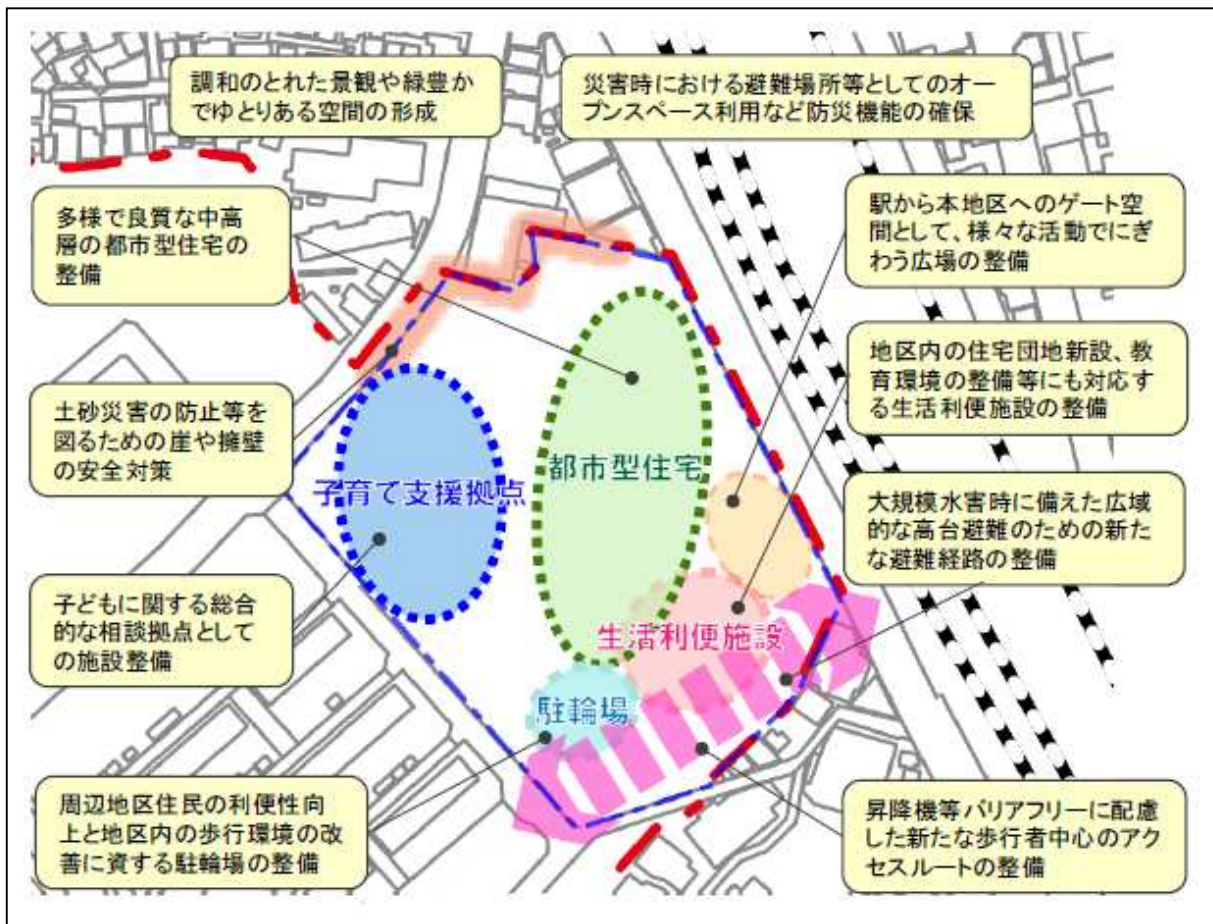 調和のとれた景観や緑豊か
でゆとりある空間の形成
災害時における避難場所等としてのオー
プンスペース利用など防災機能の確保
多様で良質な中高
層の都市型住宅の
整備
駅から本地区へのゲート空
間として、様々な活動でにぎ
わう広場の整備
地区内の住宅団地新設、教
育環境の整備等にも対応す
る生活利便施設の整備
土砂災害の防止等を
図るための崖や擁壁
の安全対策
都市型住宅
子育て支援拠点
大規模水害時に備えた広域
的な高台避難のための新た
な避難経路の整備
子どもに関する総合
的な相談拠点として
の施設整備
生活利便施設
駐輪場
周辺地区住民の利便性向
上と地区内の歩行環境の改
善に資する駐輪場の整備
昇降機等バリアフリーに配慮
した新たな歩行者中心のアク
セスルートの整備